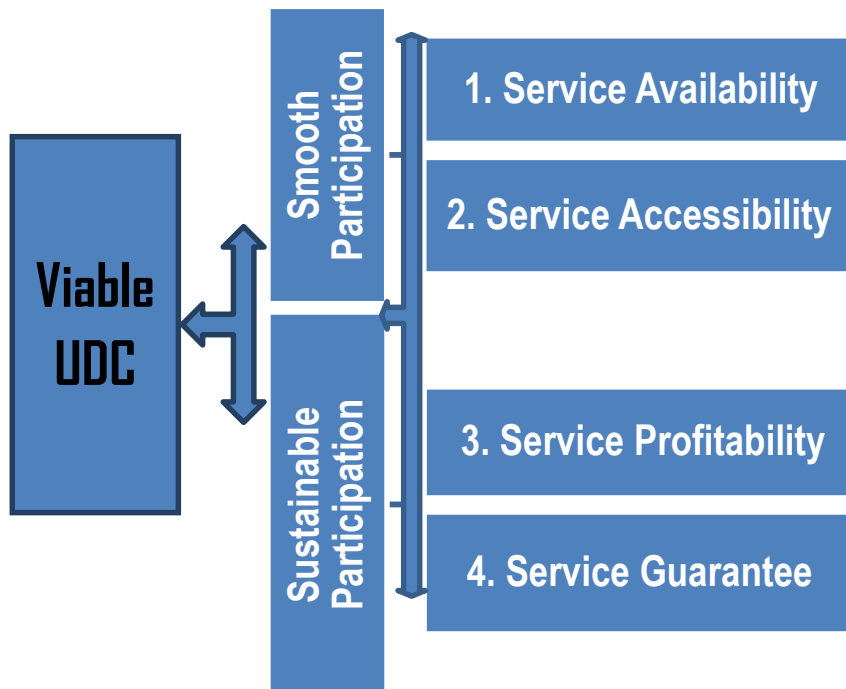 Viable
UDC
Smooth
Participation
Sustainable
Participation
1. Service Availability
2. Service Accessibility
3. Service Profitability
4. Service Guarantee